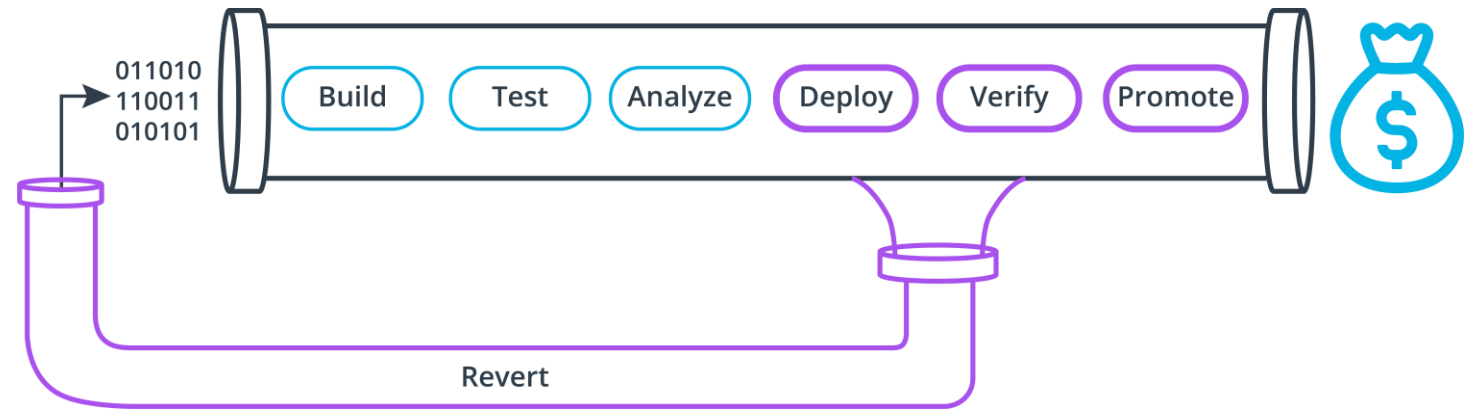 011010
110011
010101
Build
Test
Analyze
Deploy
Verify
Promote
$
Revert